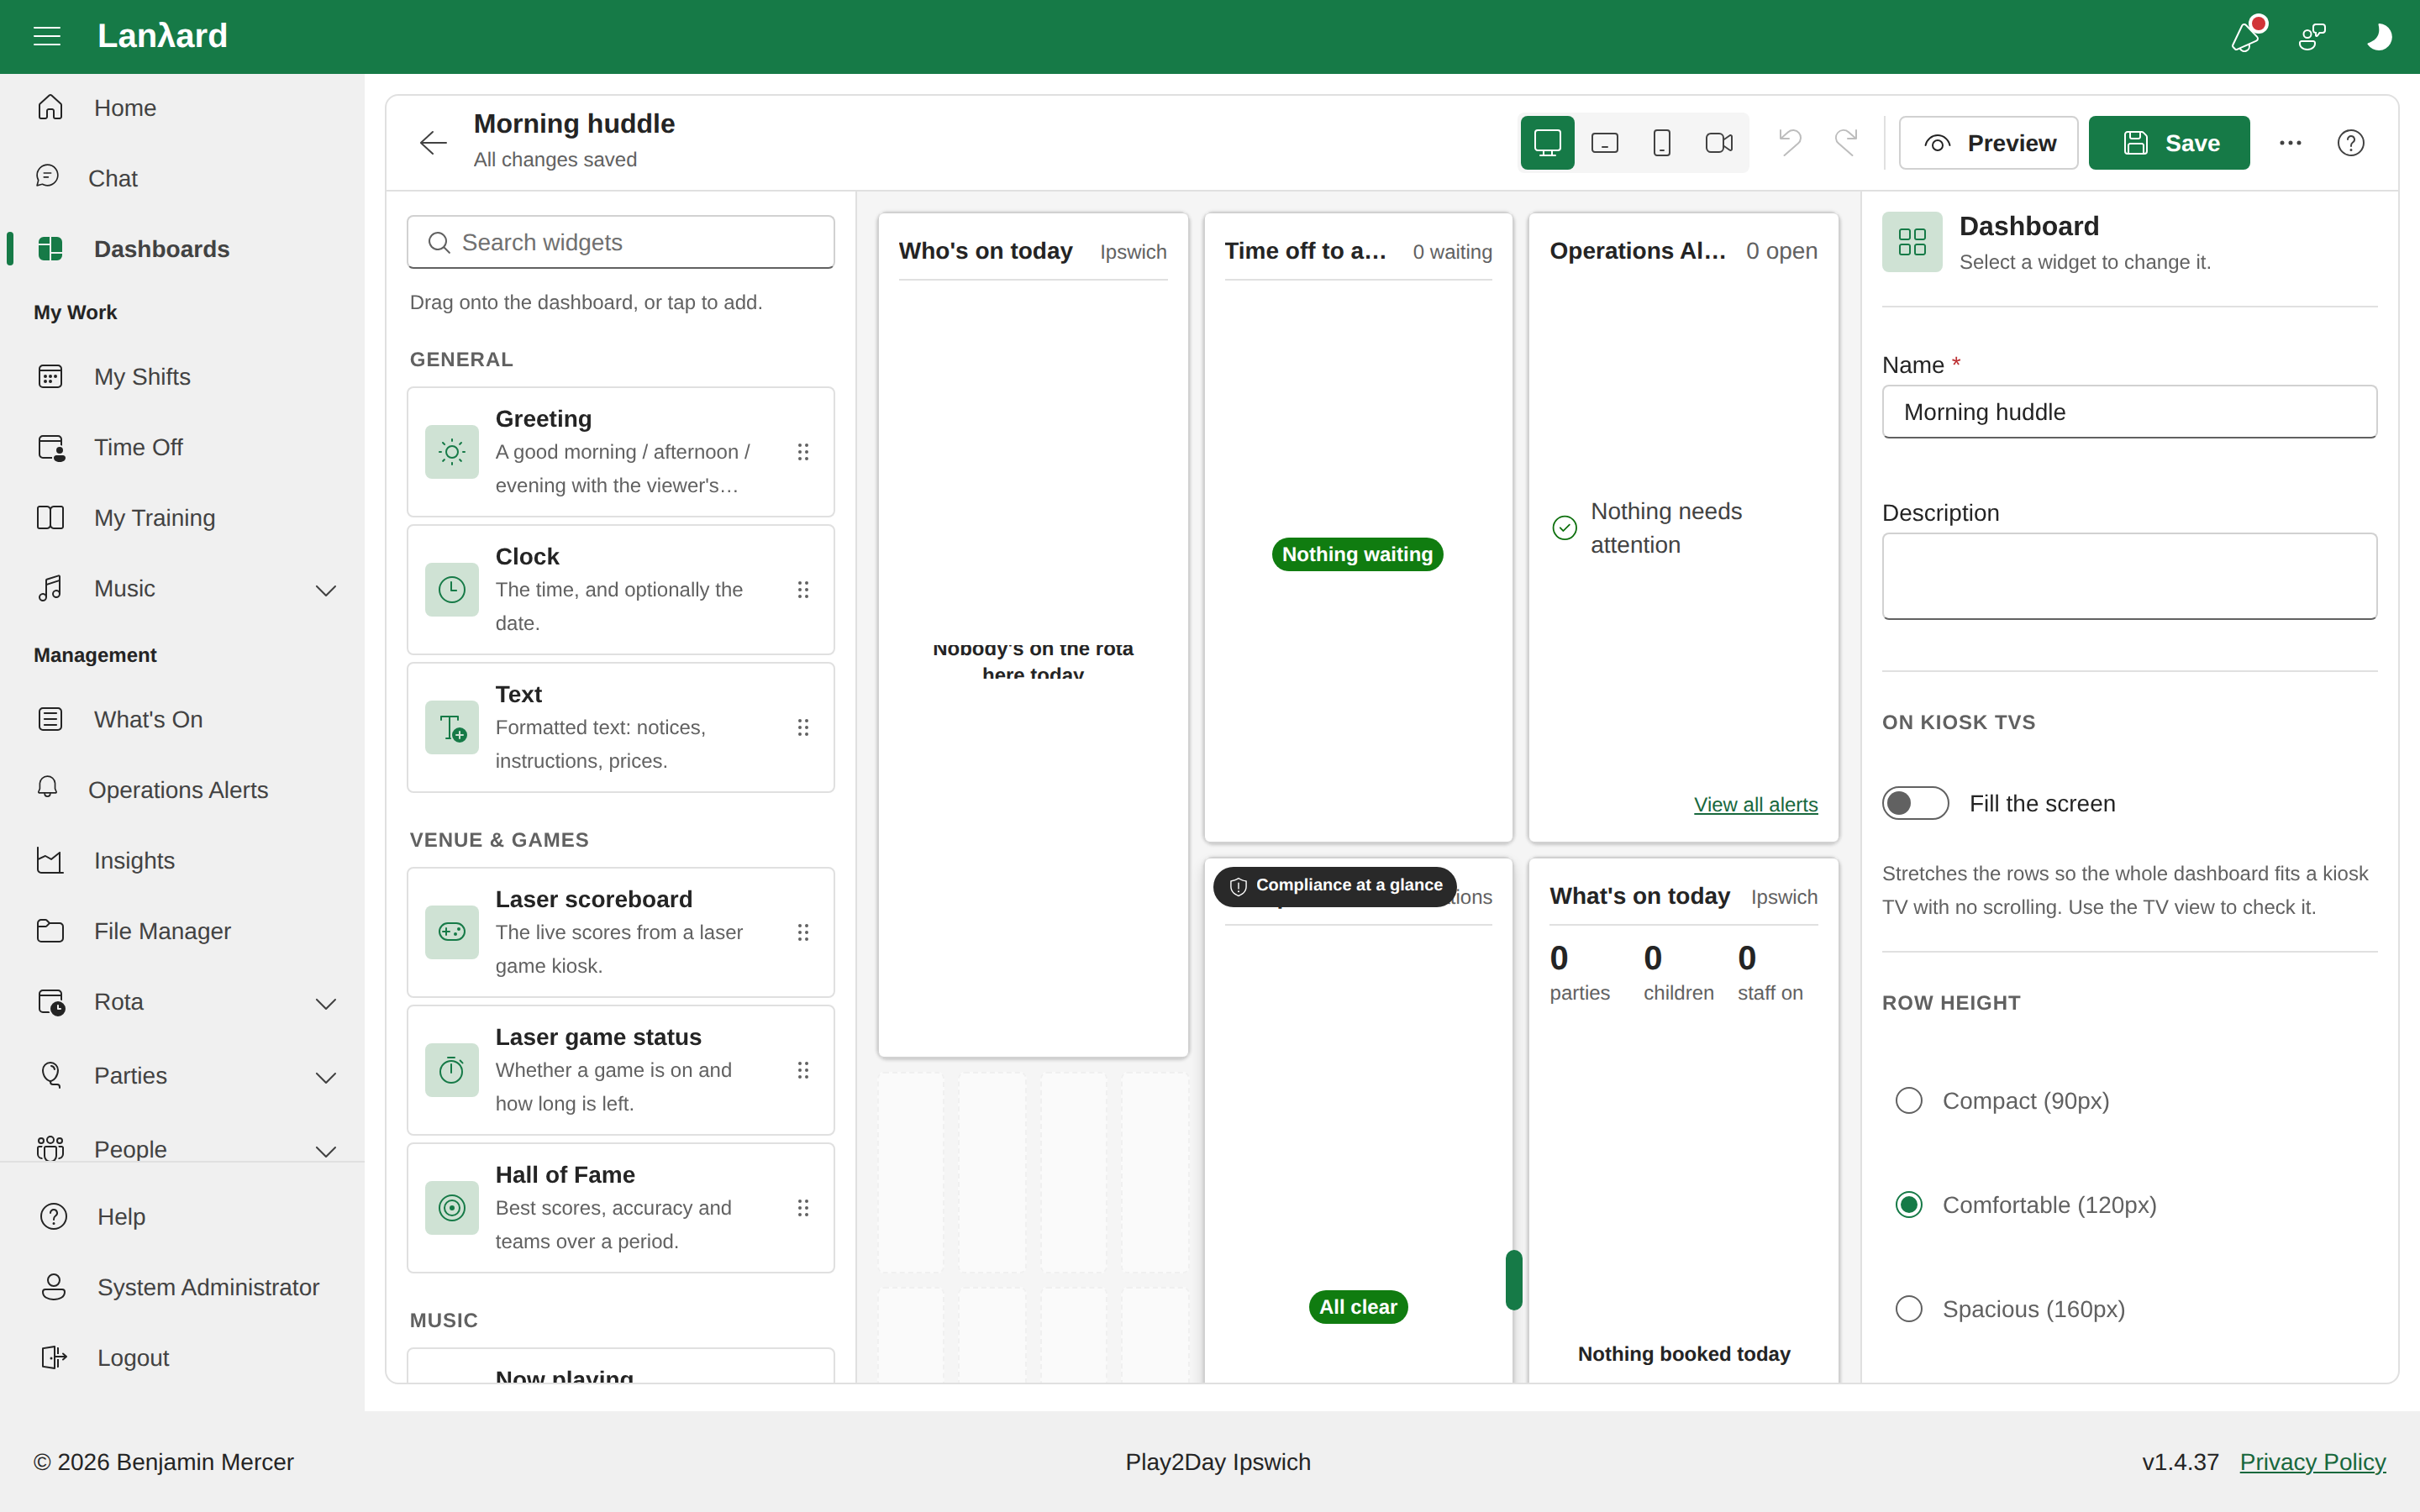 Lanλard
Home
Chat
Dashboards
My Work
My Shifts
Time Off
My Training
Music
Management
What's On
Operations Alerts
Insights
File Manager
Rota
Parties
People
Help
System Administrator
Logout
Morning huddle
All changes saved
Preview
Save
Search widgets
Drag onto the dashboard, or tap to add.
GENERAL
Greeting
A good morning / afternoon /
evening with the viewer's…
Clock
The time, and optionally the
date.
Text
Formatted text: notices,
instructions, prices.
VENUE & GAMES
Laser scoreboard
The live scores from a laser
game kiosk.
Laser game status
Whether a game is on and
how long is left.
Hall of Fame
Best scores, accuracy and
teams over a period.
MUSIC
Now playing
Who's on today Ipswich
Nobody's on the rota
here today
Time off to a… 0 waiting
Nothing waiting
Operations Al… 0 open
Nothing needs
attention
View all alerts
Compliance at a glance
All clear
What's on today Ipswich
0 0 0
parties children staff on
Nothing booked today
Dashboard
Select a widget to change it.
Name *
Morning huddle
Description
ON KIOSK TVS
Fill the screen
Stretches the rows so the whole dashboard fits a kiosk
TV with no scrolling. Use the TV view to check it.
ROW HEIGHT
Compact (90px)
Comfortable (120px)
Spacious (160px)
© 2026 Benjamin Mercer
Play2Day Ipswich
v1.4.37 Privacy Policy